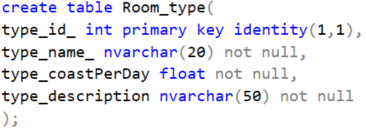 create table Room_type(
type_id_ int primary key identity(1,1),
type_name_ nvarchar(20) not null,
type_coastPerDay float not null,
type_description nvarchar(50) not null
);